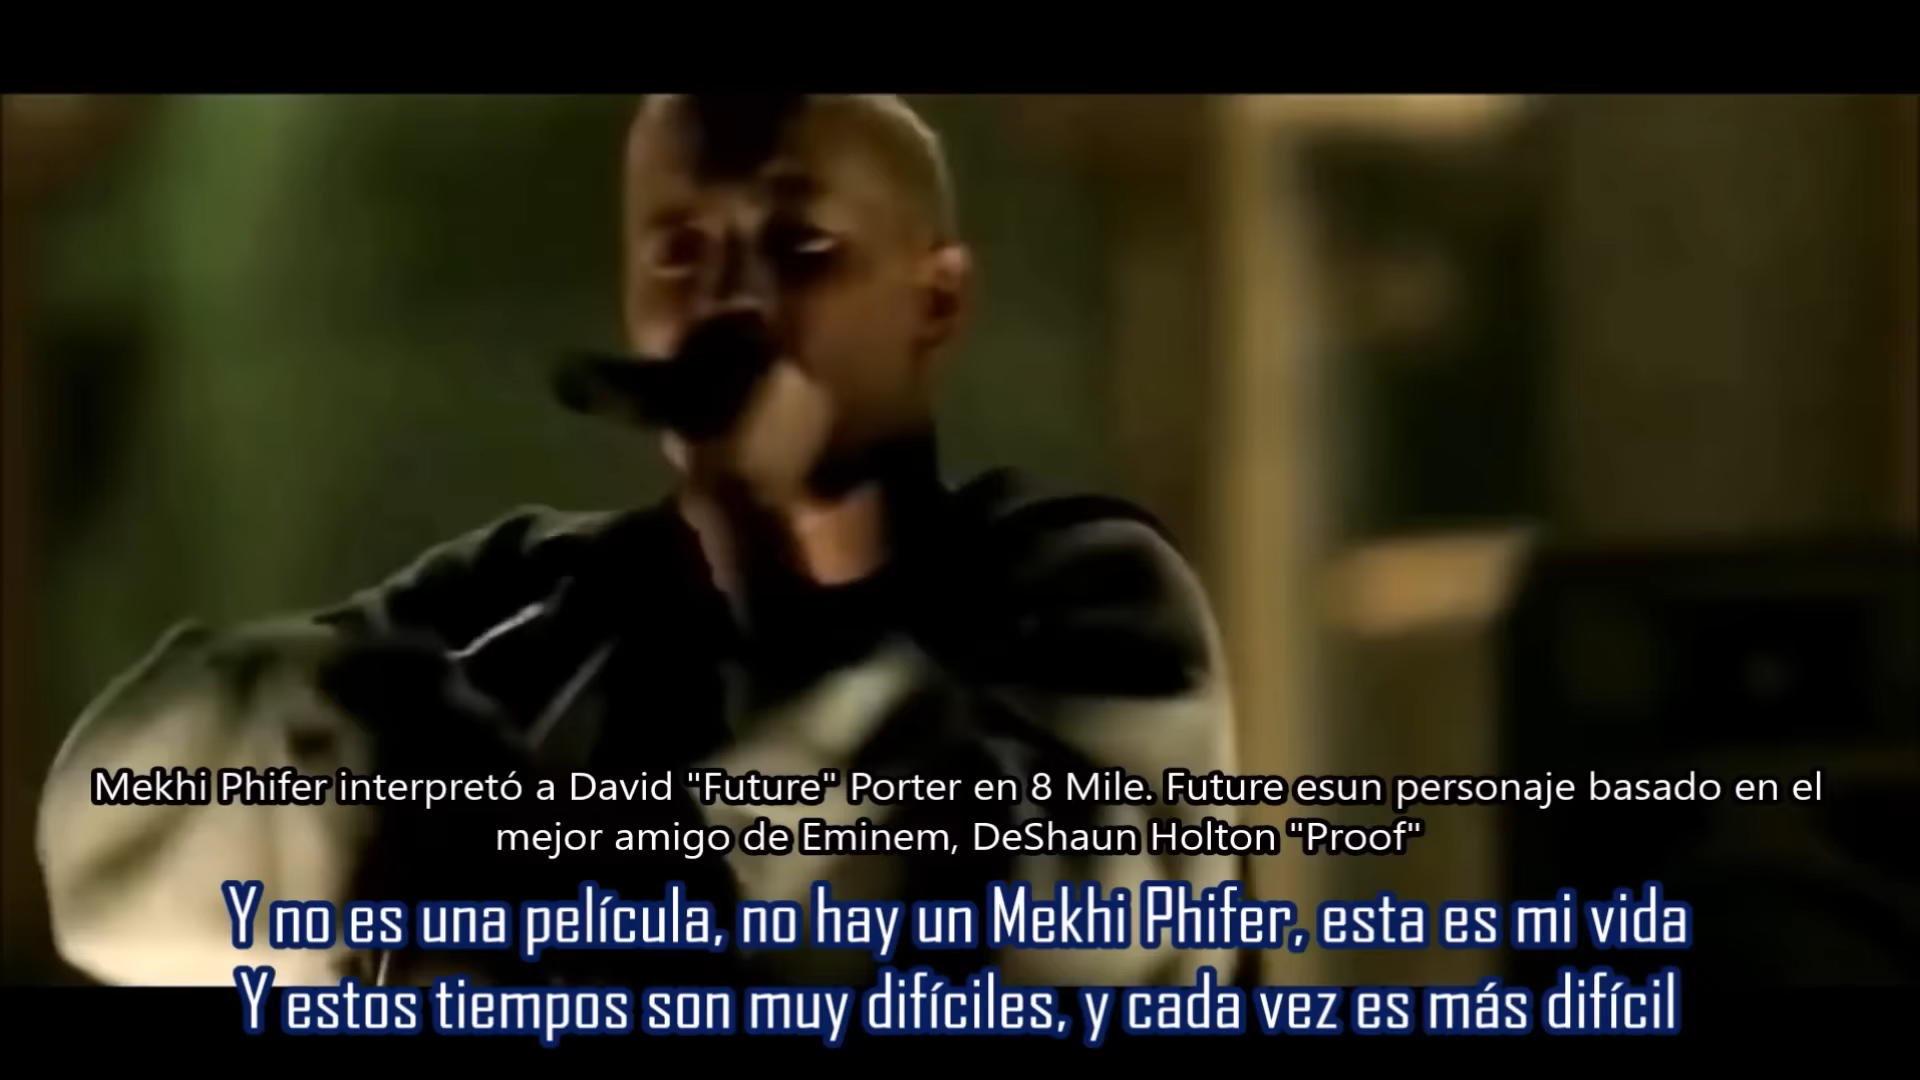 Mekhi Phifer interpretó a David "Future" Porter en 8 Mile. Future esun personaje basado en el
mejor amigo de Eminem, DeShaun Holton "Proof"
Y no es una película, no hay un Mekhi Phifer, esta es mi vida
Y estos tiempos son muy difíciles, y cada vez es más difícil